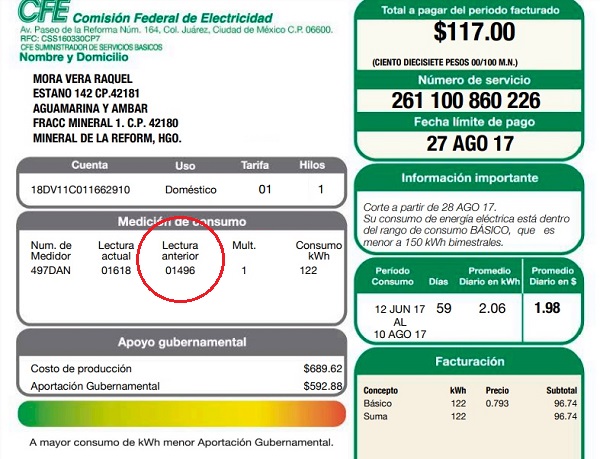 CFE Comisión Federal de Electricidad
Av. Paseo de la Reforma Núm. 164, Col. Juárez, Ciudad de México C.P. 06600.
RFC: CSS160330CP7
CFE SUMINISTRADOR DE SERVICIOS BASICOS
Nombre y Domicilio
MORA VERA RAQUEL
ESTANO 142 CP.42181
AGUAMARINA Y AMBAR
FRACC MINERAL 1. C.P. 42180
MINERAL DE LA REFORM, HGO.
Total a pagar del periodo facturado
$117.00
(CIENTO DIECISIETE PESOS 00/100 M.N.)
Número de servicio
261 100 860 226
Fecha límite de pago
27 AGO 17
Cuenta Uso Tarifa Hilos
18DV11C011662910 Doméstico 01 1
Medición de consumo
Num. de Medidor Lectura actual Lectura anterior Mult. Consumo kWh
497DAN 01618 01496 1 122
Información importante
Corte a partir de 28 AGO 17.
Su consumo de energía eléctrica está dentro
del rango de consumo BÁSICO, que es
menor a 150 kWh bimestrales.
Periodo Consumo Días Promedio Diario en kWh Promedio Diario en $
12 JUN 17 AL 10 AGO 17 59 2.06 1.98
Apoyo gubernamental
Costo de producción $689.62
Aportación Gubernamental $592.88
A mayor consumo de kWh menor Aportación Gubernamental.
Facturación
Concepto kWh Precio Subtotal
Básico 122 0.793 96.74
Suma 122 96.74